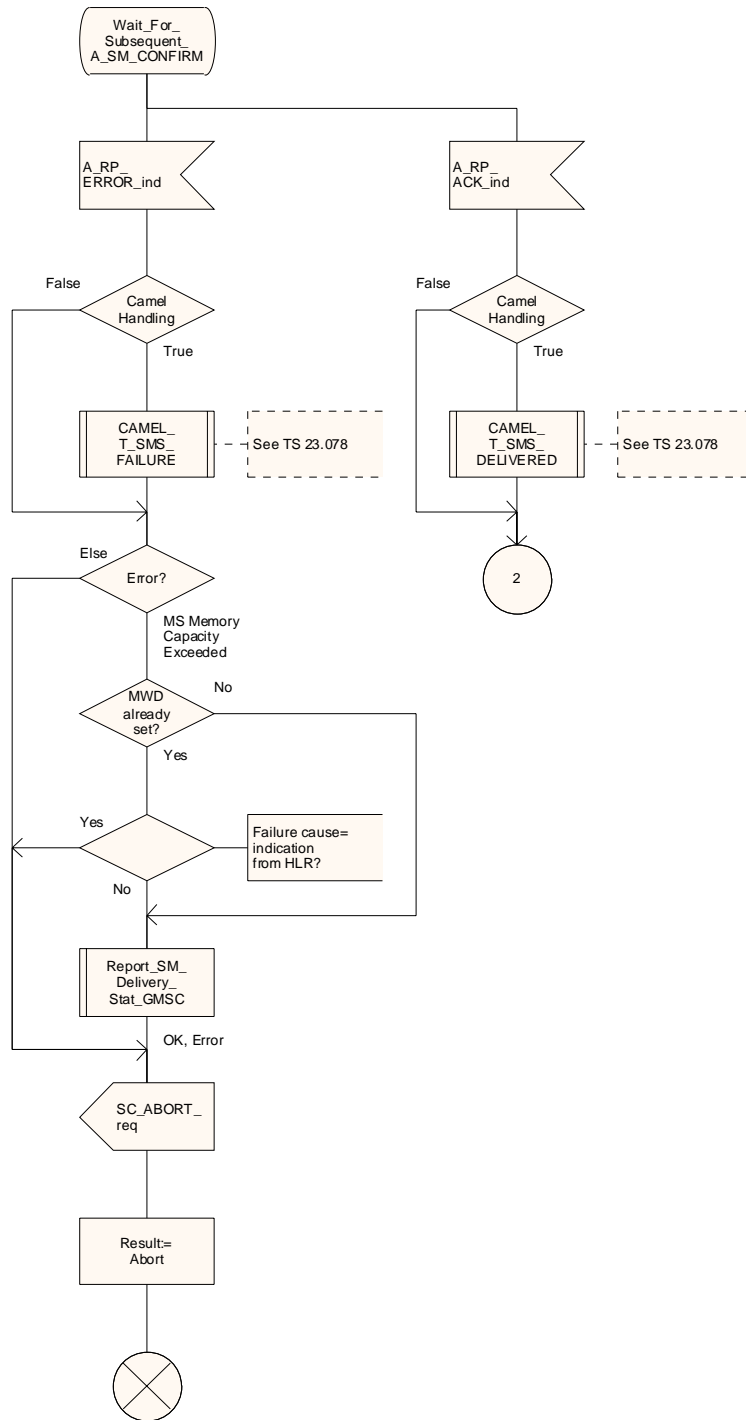 Wait_For_
Subsequent_
A_SM_CONFIRM
A_RP_
ERROR_ind
A_RP_
ACK_ind
False
Camel
Handling
True
False
Camel
Handling
True
CAMEL_
T_SMS_
FAILURE
See TS 23.078
CAMEL_
T_SMS_
DELIVERED
See TS 23.078
Else
Error?
2
MS Memory
Capacity
Exceeded
MWD
already
set?
No
Yes
Yes
Failure cause=
indication
from HLR?
No
Report_SM_
Delivery_
Stat_GMSC
OK, Error
SC_ABORT_
req
Result:=
Abort